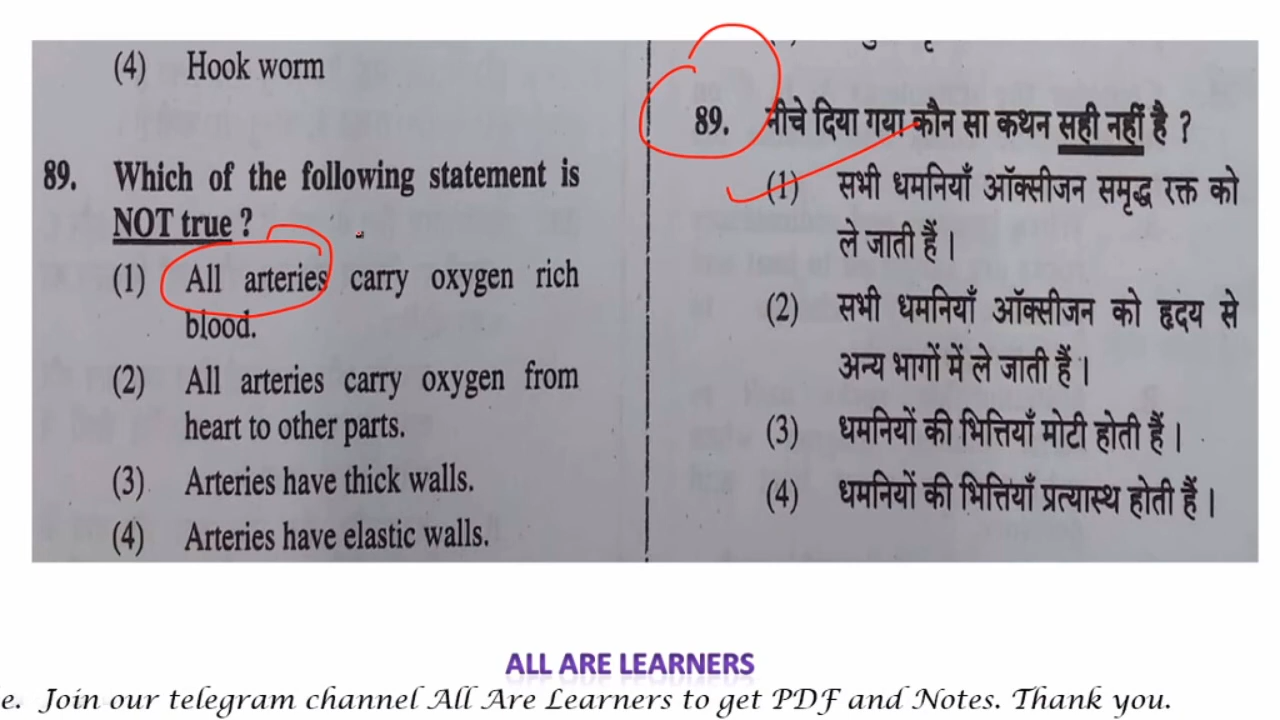 (4) Hook worm
89. Which of the following statement is
NOT true ?
(1) All arteries carry oxygen rich
blood.
(2) All arteries carry oxygen from
heart to other parts.
(3) Arteries have thick walls.
(4) Arteries have elastic walls.
89. नीचे दिया गया कौन सा कथन सही नहीं है ?
(1) सभी धमनियाँ ऑक्सीजन समृद्ध रक्त को
ले जाती हैं ।
(2) सभी धमनियाँ ऑक्सीजन को हृदय से
अन्य भागों में ले जाती हैं ।
(3) धमनियों की भित्तियाँ मोटी होती हैं ।
(4) धमनियों की भित्तियाँ प्रत्यास्थ होती हैं ।
ALL ARE LEARNERS
e. Join our telegram channel All Are Learners to get PDF and Notes. Thank you.